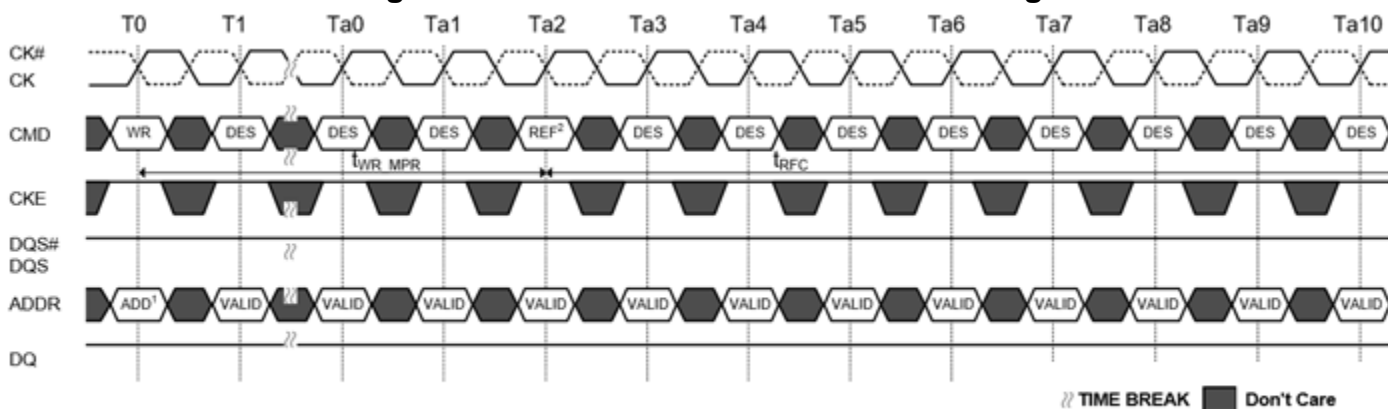 T0 T1 Ta0 Ta1 Ta2 Ta3 Ta4 Ta5 Ta6 Ta7 Ta8 Ta9 Ta10
CK#
CK
CMD WR DES DES DES REF² DES DES DES DES DES DES DES DES
tWR_MPR tRFC
CKE
DQS#
DQS
ADDR ADD¹ VALID VALID VALID VALID VALID VALID VALID VALID VALID VALID VALID VALID
DQ
TIME BREAK Don't Care